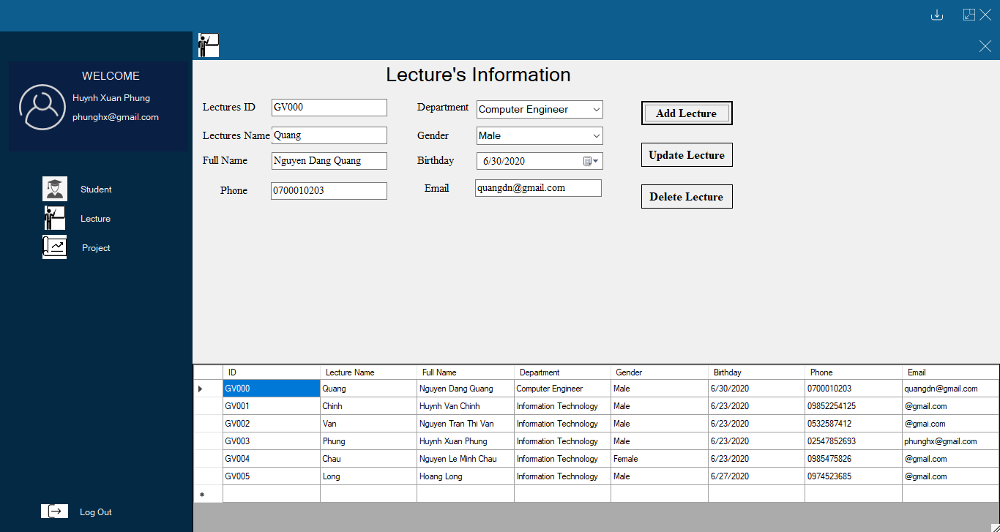 WELCOME
Huynh Xuan Phung
phunghx@gmail.com
Student
Lecture
Project
Log Out
Lecture's Information
Lectures ID GV000 Department Computer Engineer Add Lecture
Lectures Name Quang Gender Male
Update Lecture
Full Name Nguyen Dang Quang Birthday 6/30/2020
Phone 0700010203 Email quangdn@gmail.com Delete Lecture
ID Lecture Name Full Name Department Gender Birthday Phone Email
GV000 Quang Nguyen Dang Quang Computer Engineer Male 6/30/2020 0700010203 quangdn@gmail.com
GV001 Chinh Huynh Van Chinh Information Technology Male 6/23/2020 09852254125 @gmail.com
GV002 Van Nguyen Tran Thi Van Information Technology Male 6/23/2020 0532587412 @gmai.com
GV003 Phung Huynh Xuan Phung Information Technology Male 6/23/2020 02547852693 phunghx@gmail.com
GV004 Chau Nguyen Le Minh Chau Information Technology Female 6/23/2020 0985475826 @gmail.com
GV005 Long Hoang Long Information Technology Male 6/27/2020 0974523685 @gmail.com